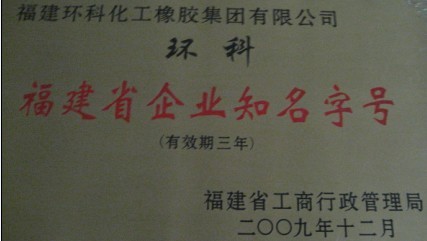 福建环科化工橡胶集团有限公司
环科
福建省企业知名字号
(有效期三年)
福建省工商行政管理局
二〇〇九年十二月